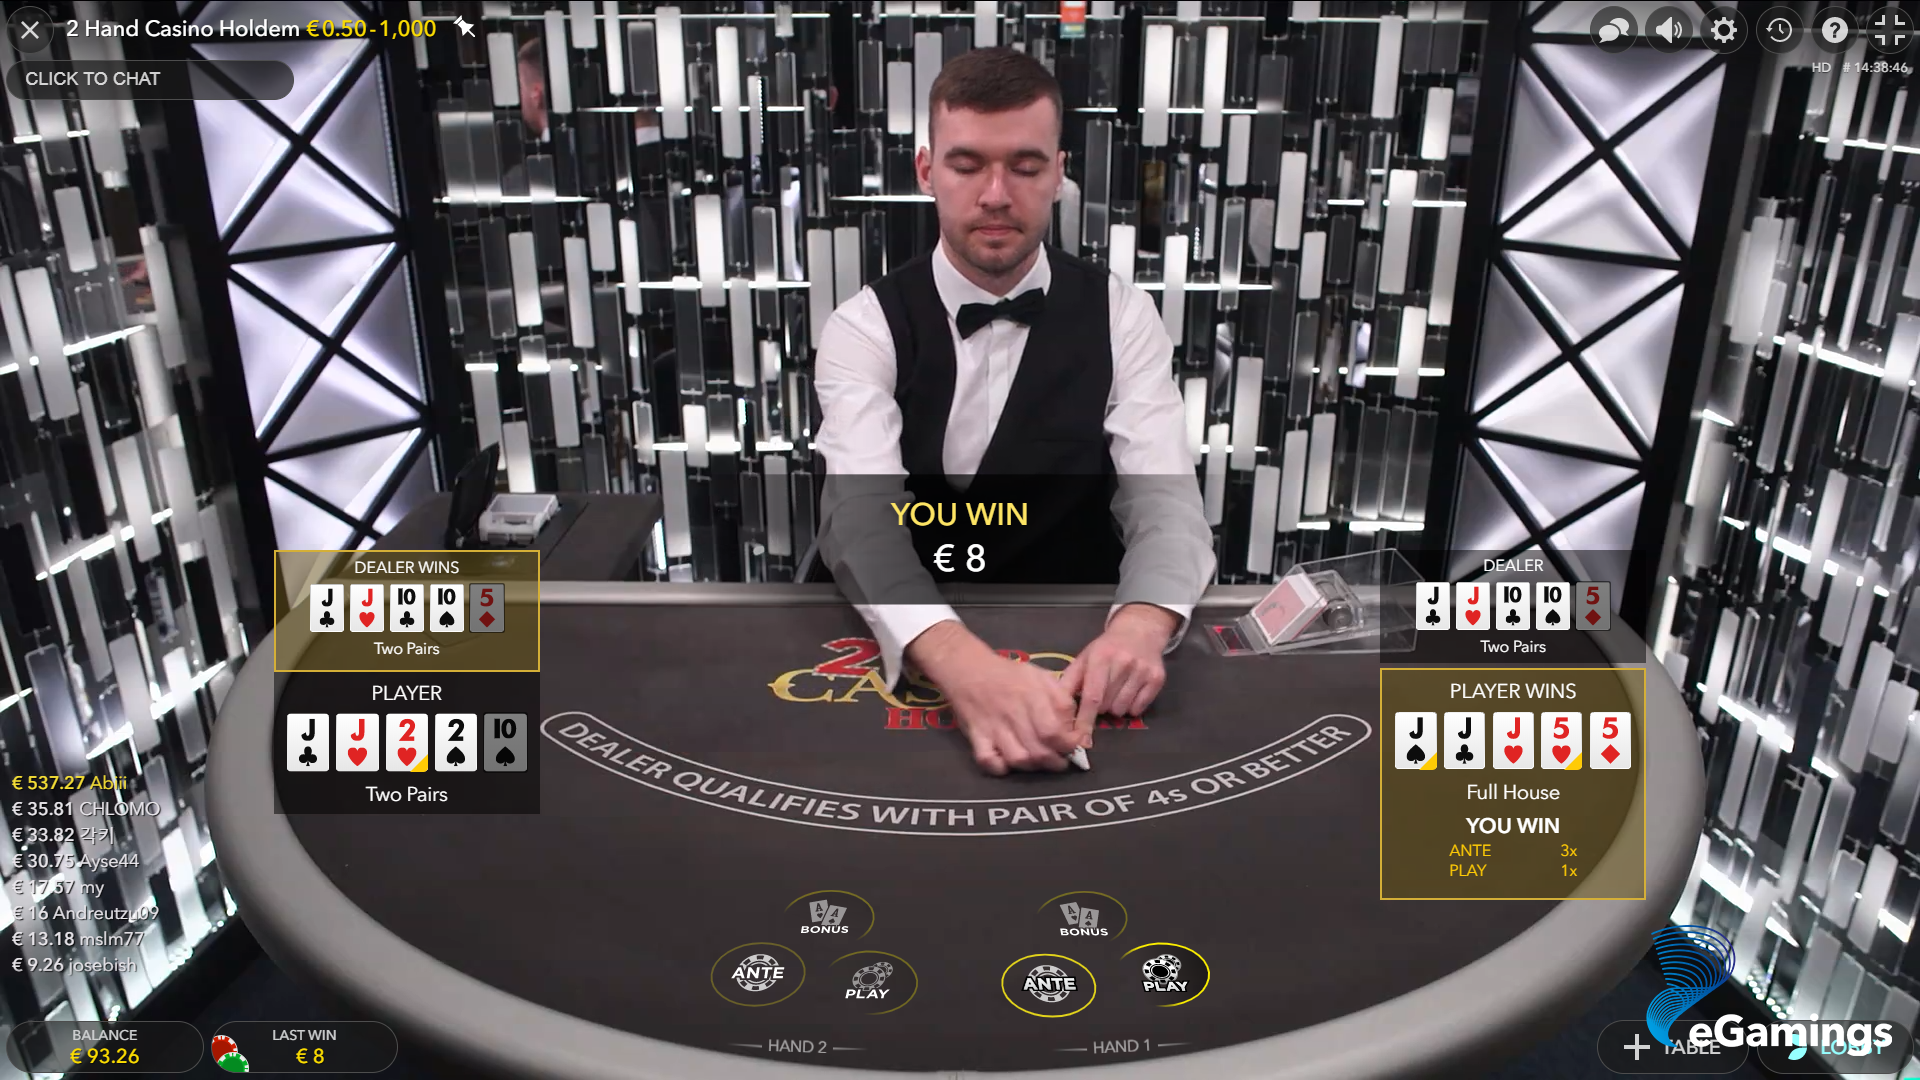 2 Hand Casino Holdem €0.50-1,000
CLICK TO CHAT
HD # 14:38:46
YOU WIN
€ 8
DEALER WINS
J J 10 10 5
Two Pairs
PLAYER
J J 2 2 10
Two Pairs
DEALER
J J 10 10 5
Two Pairs
PLAYER WINS
J J J 5 5
Full House
YOU WIN
ANTE 3x
PLAY 1x
DEALER QUALIFIES WITH PAIR OF 4s OR BETTER
€ 537.27 Abiii
€ 35.81 CHLOMO
€ 33.82 각키
€ 30.75 Ayse44
€ 17.57 my
€ 16 Andreutzu09
€ 13.18 mslm77
€ 9.26 josebish
BONUS
BONUS
ANTE
PLAY
ANTE
PLAY
HAND 2
HAND 1
BALANCE
€ 93.26
LAST WIN
€ 8
TABLE
LOBBY
eGamings